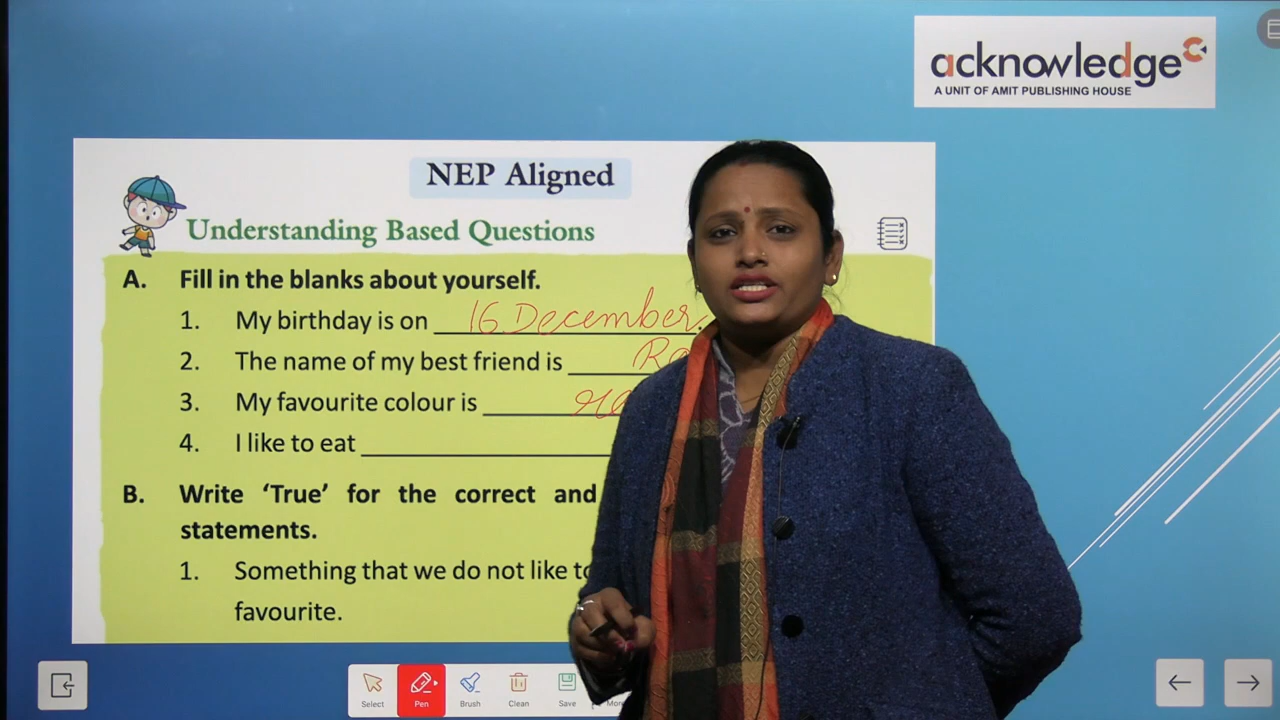 acknowledge
A UNIT OF AMIT PUBLISHING HOUSE
NEP Aligned
Understanding Based Questions
A. Fill in the blanks about yourself.
1. My birthday is on 16 December.
2. The name of my best friend is
3. My favourite colour is
4. I like to eat
B. Write ‘True’ for the correct and
statements.
1. Something that we do not like
favourite.
Select Pen Brush Clean Save More